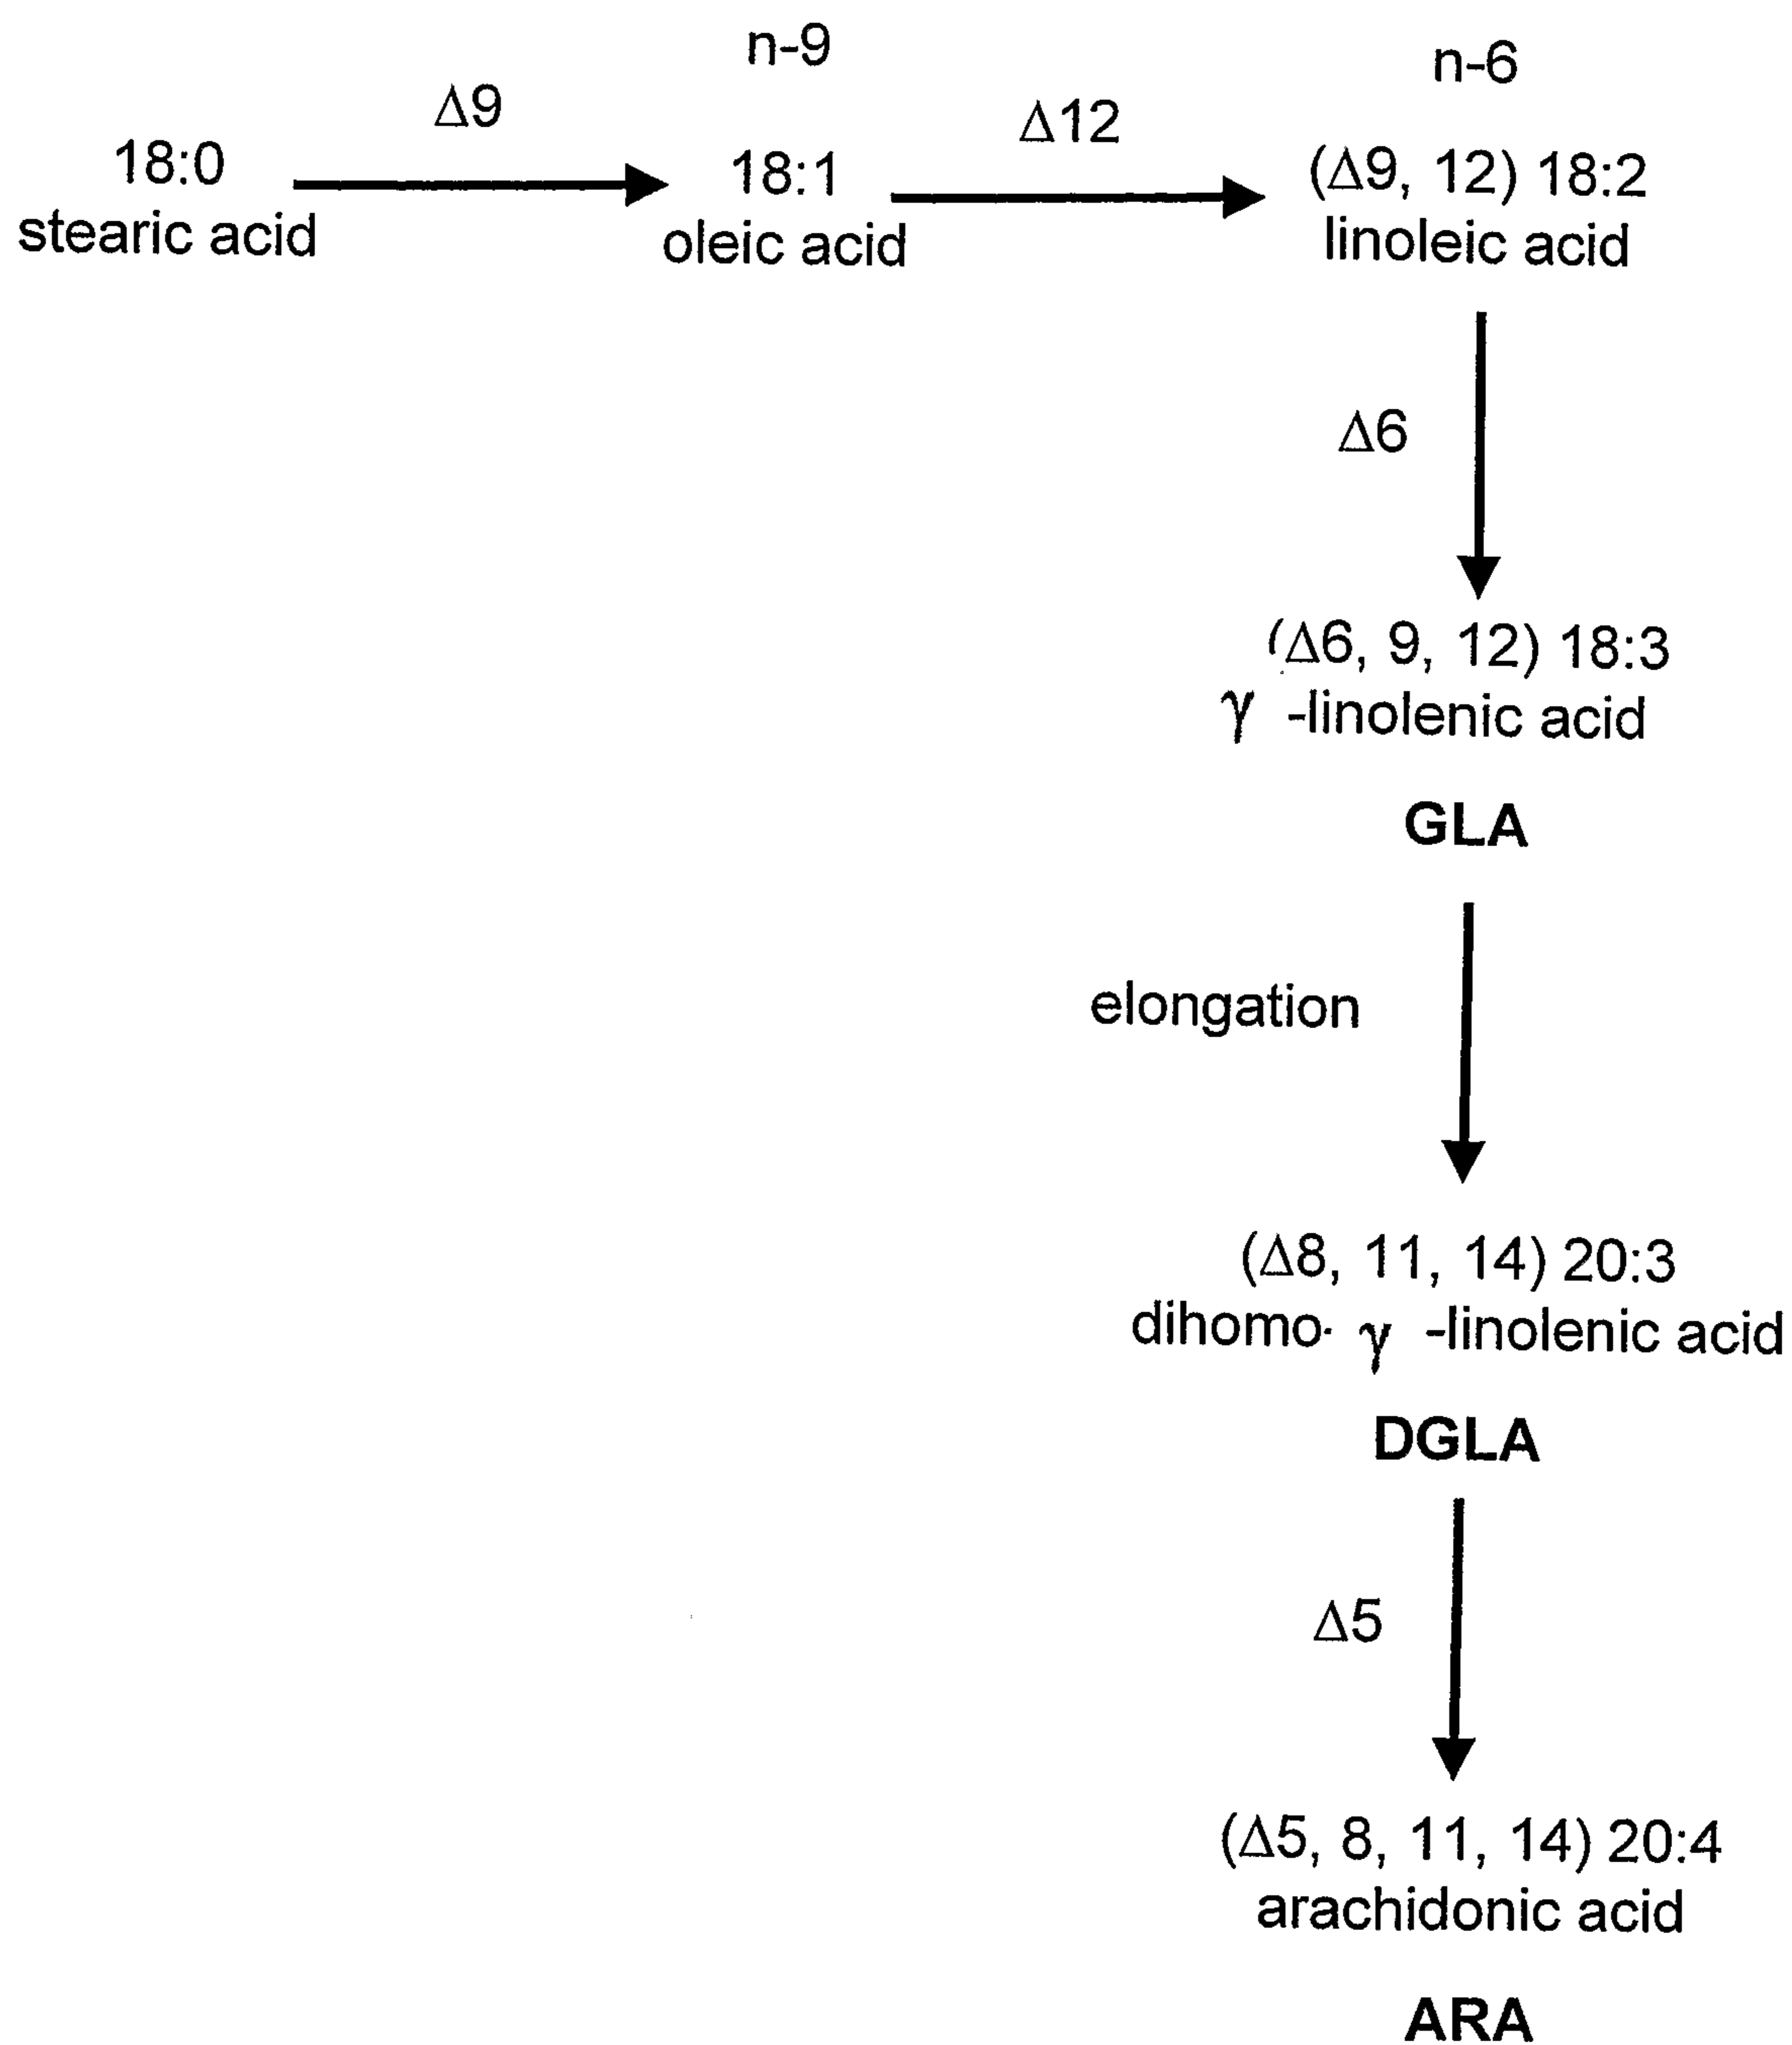 n-9
n-6
Δ9
Δ12
18:0
18:1
(Δ9, 12) 18:2
stearic acid
oleic acid
linoleic acid
Δ6
(Δ6, 9, 12) 18:3
γ -linolenic acid
GLA
elongation
(Δ8, 11, 14) 20:3
dihomo- γ -linolenic acid
DGLA
Δ5
(Δ5, 8, 11, 14) 20:4
arachidonic acid
ARA